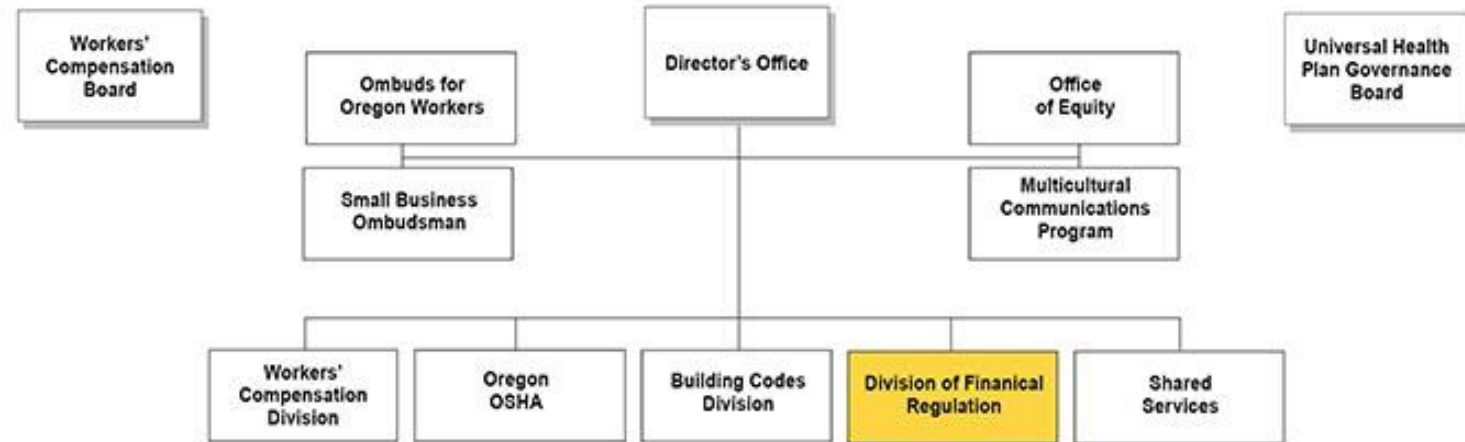 Workers'
Compensation
Board
Ombuds for
Oregon Workers
Director's Office
Office
of Equity
Universal Health
Plan Governance
Board
Small Business
Ombudsman
Multicultural
Communications
Program
Workers'
Compensation
Division
Oregon
OSHA
Building Codes
Division
Division of Finanical
Regulation
Shared
Services